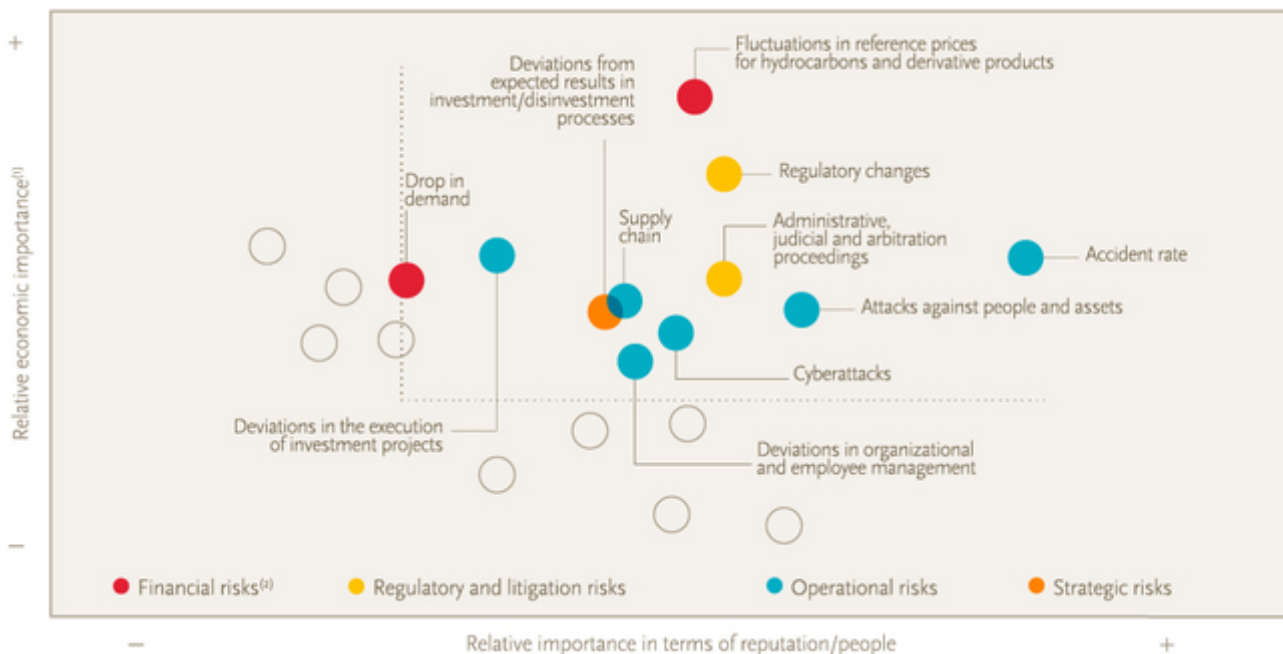 +
Relative economic importance(1)
−
Fluctuations in reference prices
for hydrocarbons and derivative products
Deviations from
expected results in
investment/disinvestment
processes
Regulatory changes
Drop in
demand
Supply
chain
Administrative,
judicial and arbitration
proceedings
Accident rate
Attacks against people and assets
Cyberattacks
Deviations in the execution
of investment projects
Deviations in organizational
and employee management
Financial risks(2)
Regulatory and litigation risks
Operational risks
Strategic risks
−
Relative importance in terms of reputation/people
+